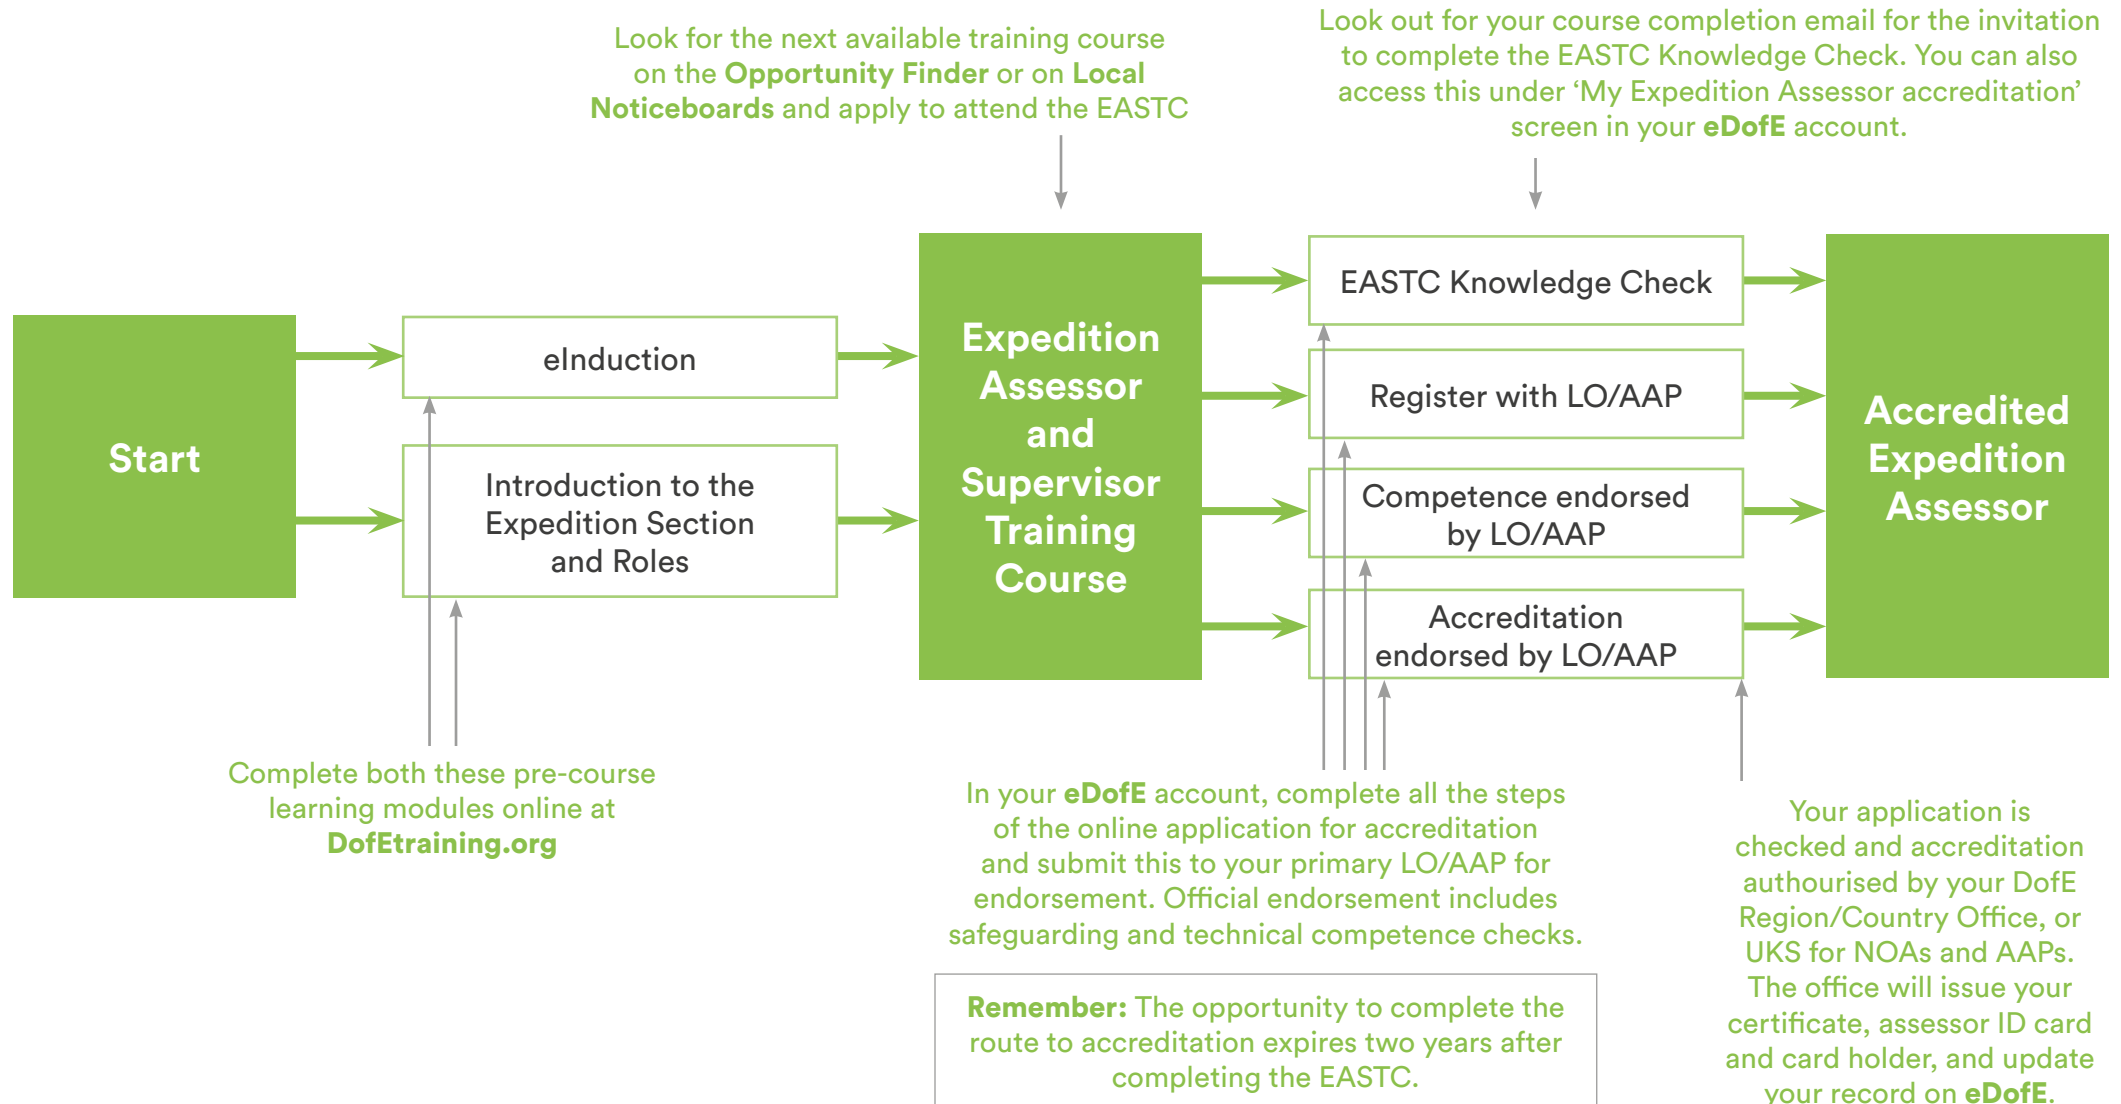 Look for the next available training course
on the Opportunity Finder or on Local
Noticeboards and apply to attend the EASTC
Look out for your course completion email for the invitation
to complete the EASTC Knowledge Check. You can also
access this under ‘My Expedition Assessor accreditation’
screen in your eDofE account.
Start
eInduction
Introduction to the
Expedition Section
and Roles
Expedition
Assessor
and
Supervisor
Training
Course
EASTC Knowledge Check
Register with LO/AAP
Competence endorsed
by LO/AAP
Accreditation
endorsed by LO/AAP
Accredited
Expedition
Assessor
Complete both these pre-course
learning modules online at
DofEtraining.org
In your eDofE account, complete all the steps
of the online application for accreditation
and submit this to your primary LO/AAP for
endorsement. Official endorsement includes
safeguarding and technical competence checks.
Remember: The opportunity to complete the
route to accreditation expires two years after
completing the EASTC.
Your application is
checked and accreditation
authourised by your DofE
Region/Country Office, or
UKS for NOAs and AAPs.
The office will issue your
certificate, assessor ID card
and card holder, and update
your record on eDofE.